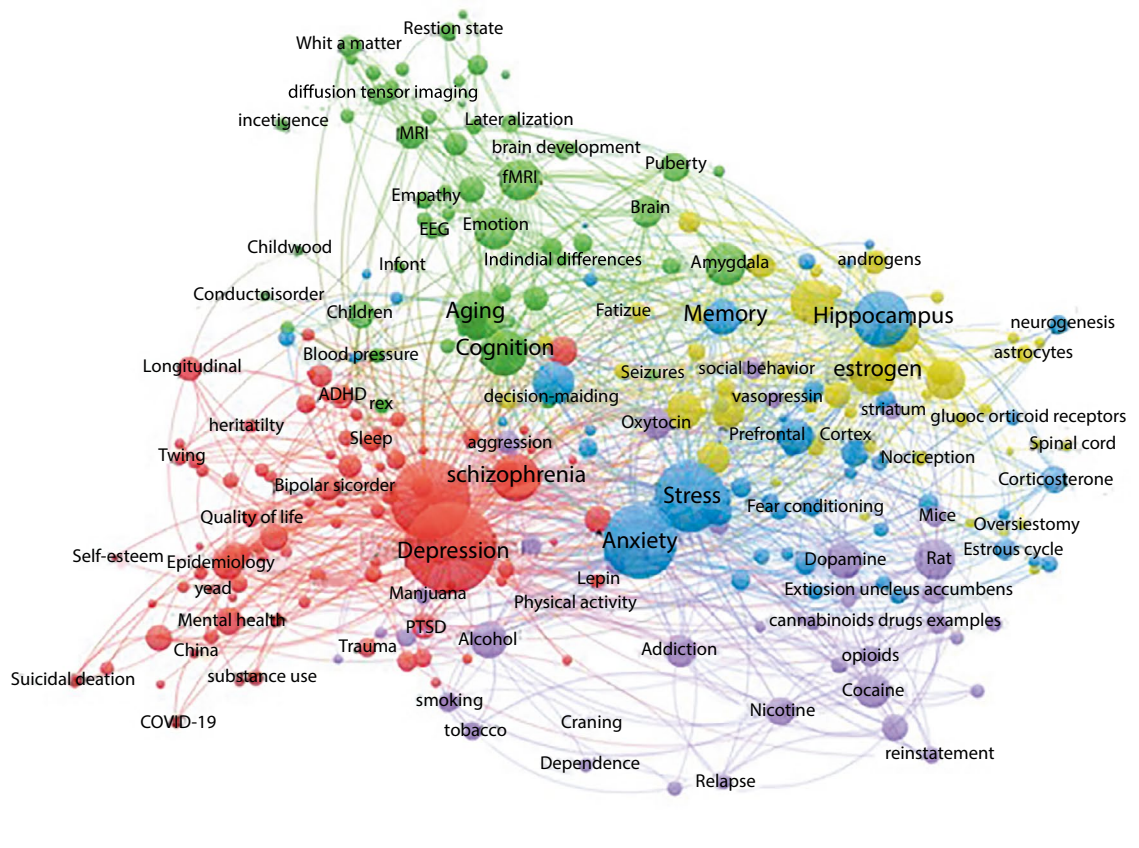 Restion state
Whit a matter
diffusion tensor imaging
incetigence
Later alization
MRI
brain development
Puberty
fMRI
Empathy
Brain
EEG
Emotion
Childwood
Indindial differences
androgens
Infont
Amygdala
Conductoisorder
Children
Aging
Fatizue
Memory
Hippocampus
neurogenesis
Blood pressure
Cognition
astrocytes
Longitudinal
Seizures
social behavior
estrogen
ADHD
rex
decision-maiding
vasopressin
striatum
gluooc orticoid receptors
heritatilty
Sleep
aggression
Oxytocin
Prefrontal
Cortex
Spinal cord
Twing
Nociception
schizophrenia
Bipolar sicorder
Corticosterone
Stress
Fear conditioning
Quality of life
Mice
Oversiestomy
Self-esteem
Epidemiology
Depression
Anxiety
Dopamine
Rat
Estrous cycle
yead
Manjuana
Lepin
Extiosion uncleus accumbens
Physical activity
Mental health
PTSD
cannabinoids drugs examples
China
Trauma
Alcohol
Addiction
opioids
Suicidal deation
substance use
Cocaine
smoking
Nicotine
COVID-19
tobacco
Craning
reinstatement
Dependence
Relapse